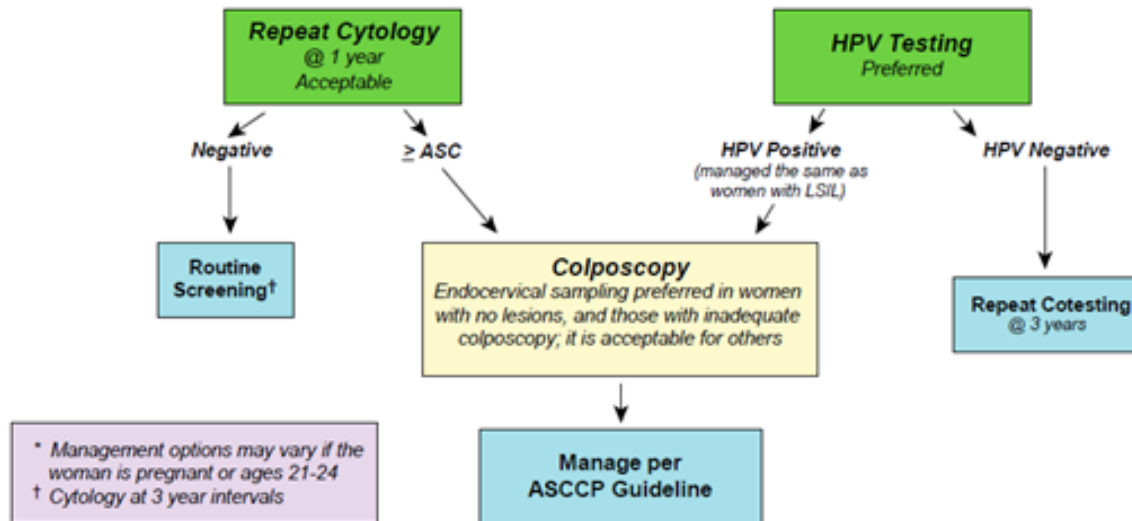 Repeat Cytology
@ 1 year
Acceptable
HPV Testing
Preferred
Negative
≥ ASC
HPV Positive
(managed the same as
women with LSIL)
HPV Negative
Routine
Screening†
Colposcopy
Endocervical sampling preferred in women
with no lesions, and those with inadequate
colposcopy; it is acceptable for others
Repeat Cotesting
@ 3 years
* Management options may vary if the
woman is pregnant or ages 21-24
† Cytology at 3 year intervals
Manage per
ASCCP Guideline